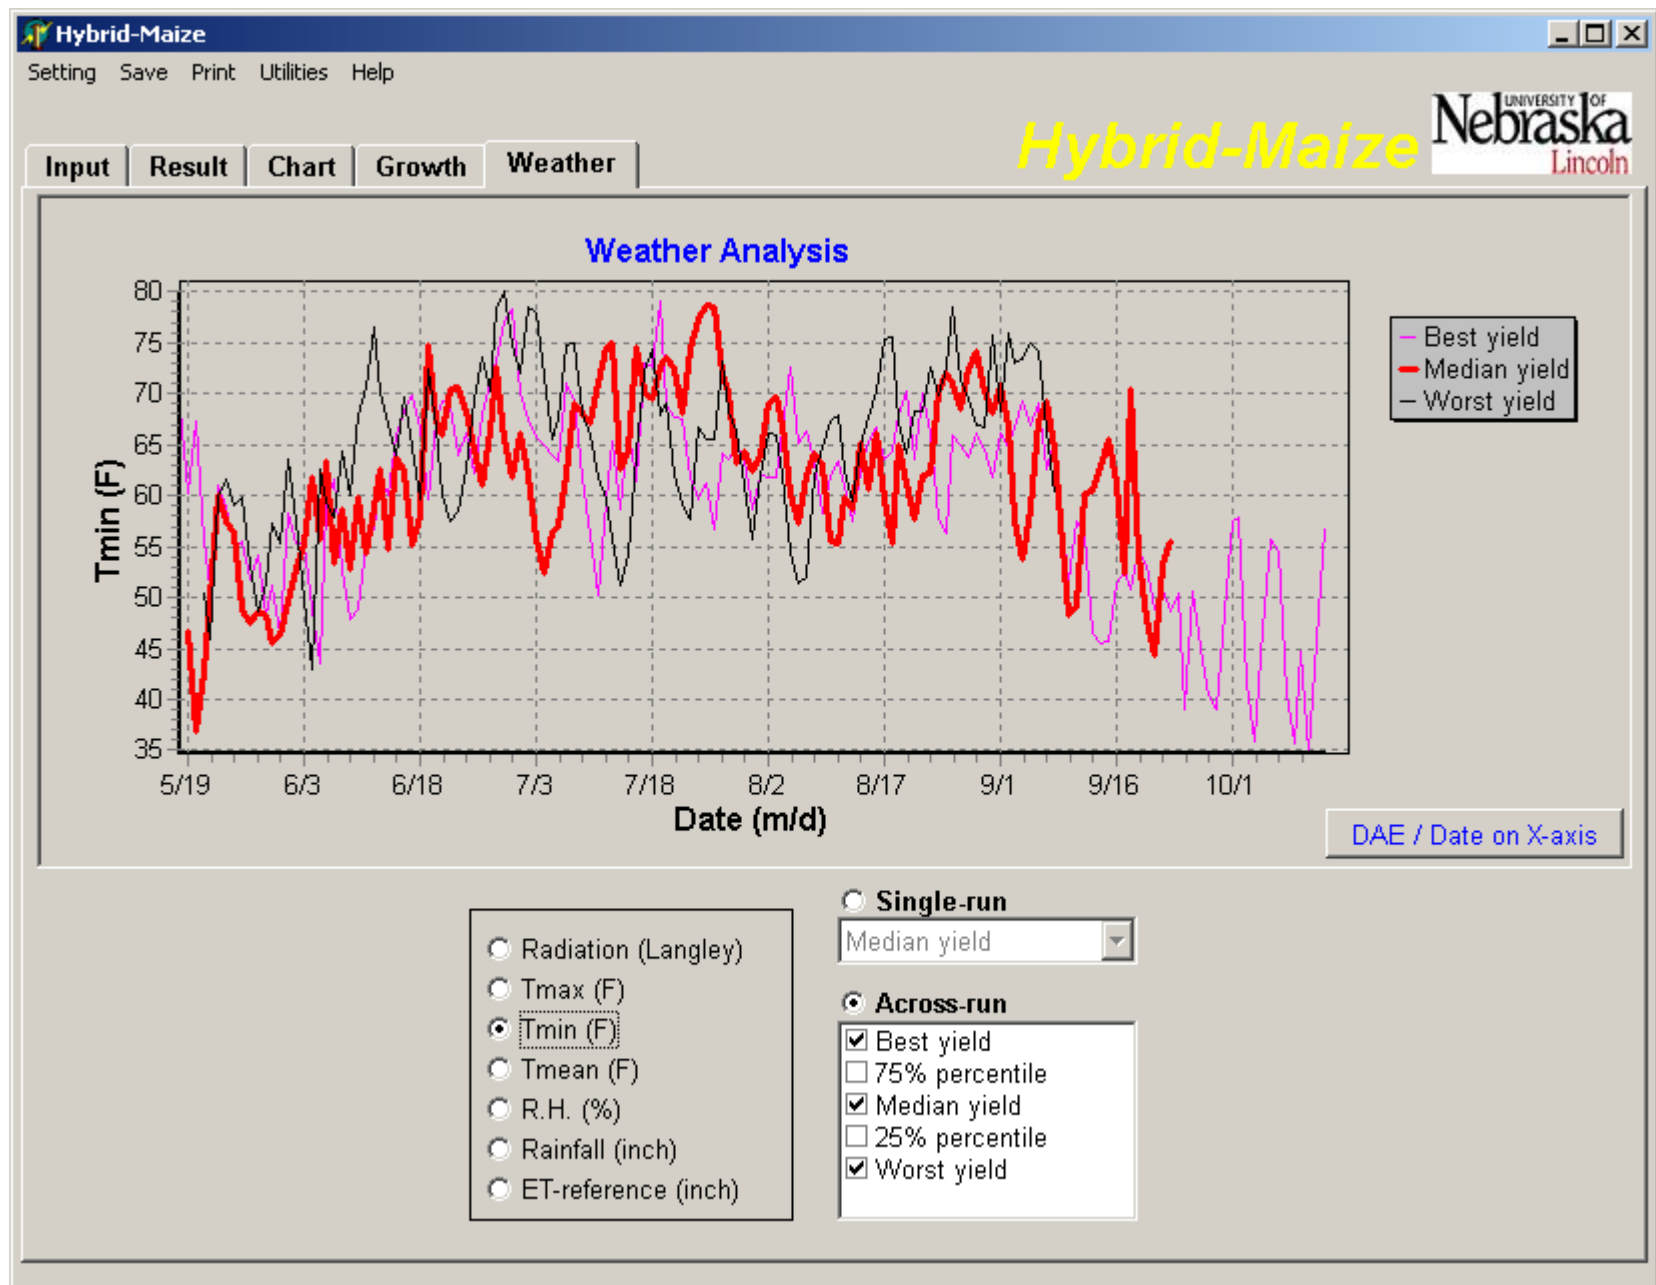 Hybrid-Maize
Setting Save Print Utilities Help
Hybrid-Maize
UNIVERSITY OF
Nebraska
Lincoln
Input Result Chart Growth Weather
Weather Analysis
80
75
70
65
60
55
50
45
40
35
Tmin (F)
5/19 6/3 6/18 7/3 7/18 8/2 8/17 9/1 9/16 10/1
Date (m/d)
Best yield
Median yield
Worst yield
DAE / Date on X-axis
Radiation (Langley)
Tmax (F)
Tmin (F)
Tmean (F)
R.H. (%)
Rainfall (inch)
ET-reference (inch)
Single-run
Median yield
Across-run
Best yield
75% percentile
Median yield
25% percentile
Worst yield